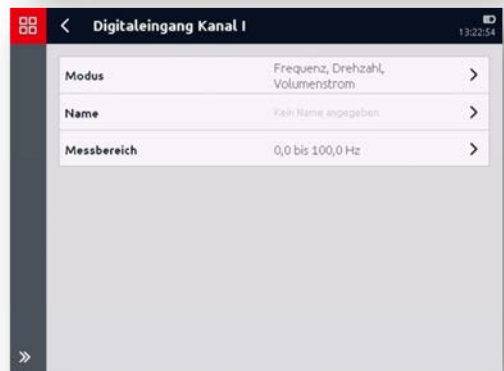 Digitaleingang Kanal I
13:22:54
Modus
Frequenz, Drehzahl,
Volumenstrom
Name
Kein Name angegeben
Messbereich
0,0 bis 100,0 Hz